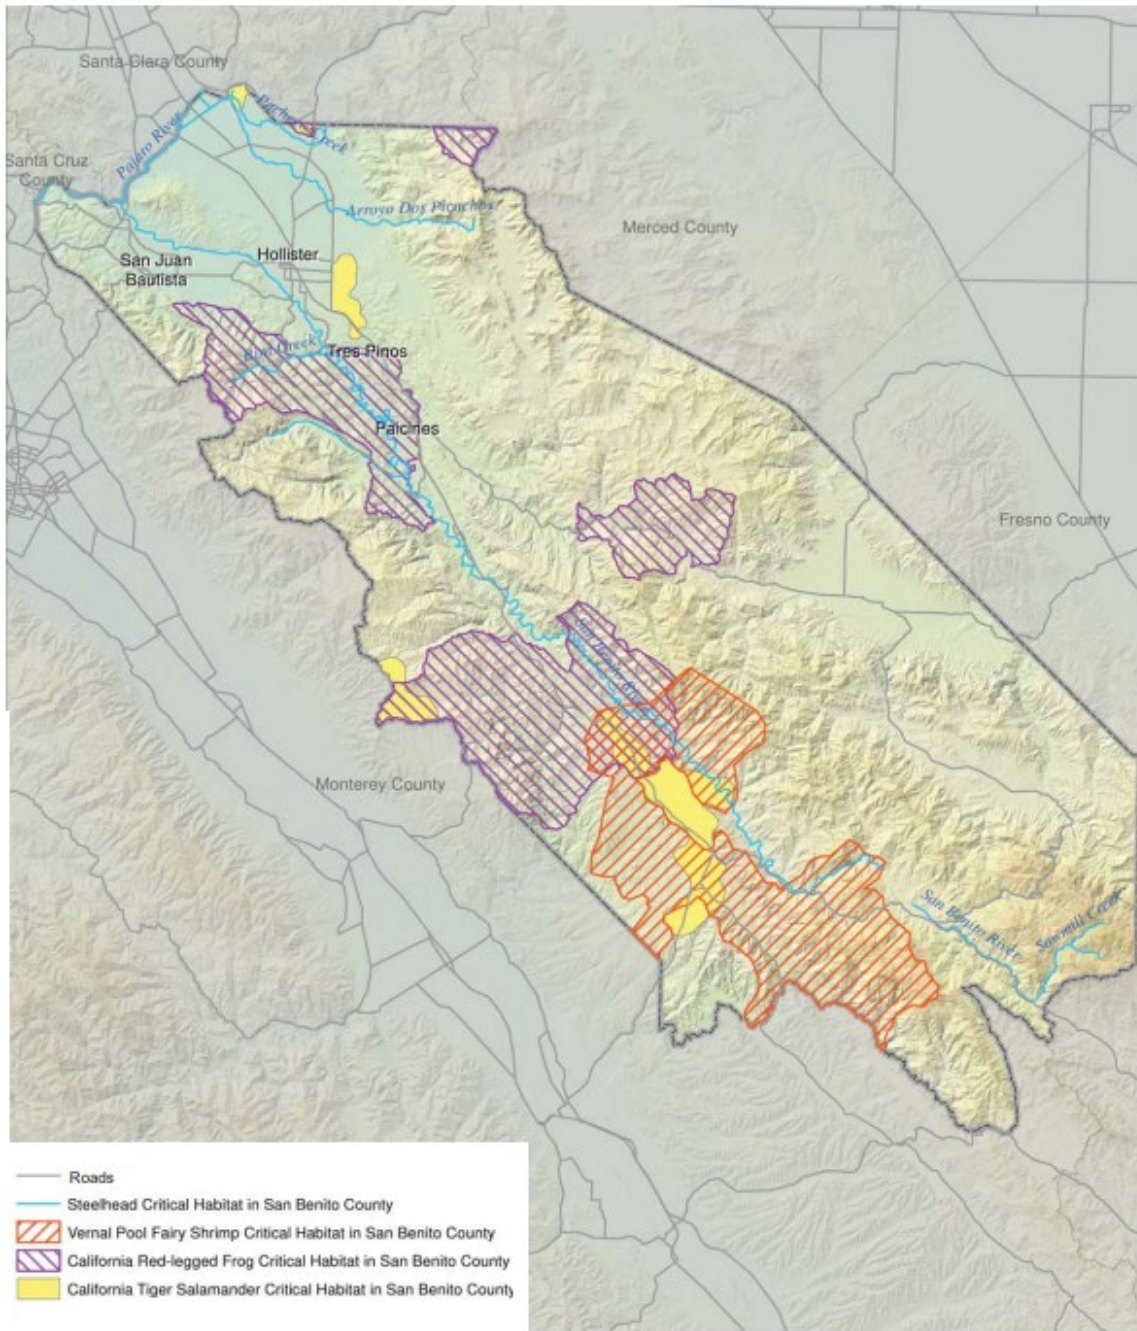 Santa Clara County
Pacheco Creek
Pajaro River
Santa Cruz
County
Arroyo Dos Picachos
Merced County
San Juan
Bautista
Hollister
Bird Creek
Tres Pinos
Paicines
Fresno County
San Benito River
Monterey County
San Benito River
Sawmill Creek
Roads
Steelhead Critical Habitat in San Benito County
Vernal Pool Fairy Shrimp Critical Habitat in San Benito County
California Red-legged Frog Critical Habitat in San Benito County
California Tiger Salamander Critical Habitat in San Benito County